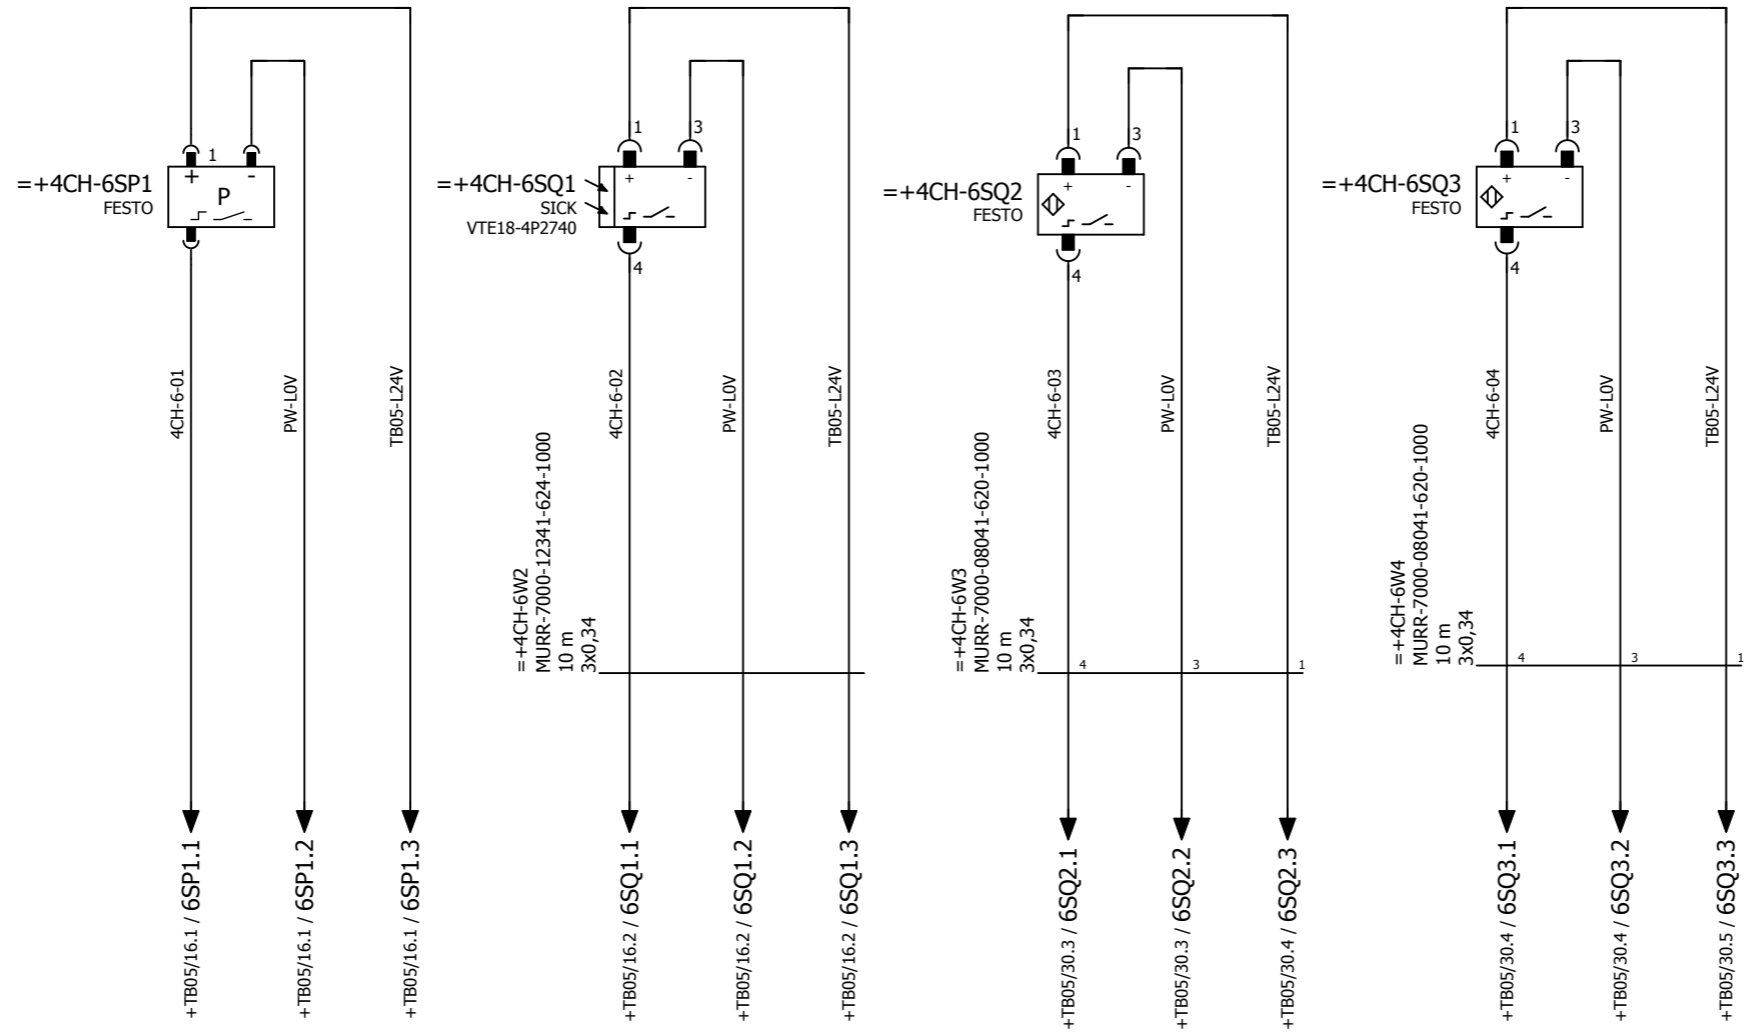 =+4CH-6SP1
FESTO
1
+
-
P
4CH-6-01
PW-L0V
TB05-L24V
+TB05/16.1 / 6SP1.1
+TB05/16.1 / 6SP1.2
+TB05/16.1 / 6SP1.3
=+4CH-6SQ1
SICK
VTE18-4P2740
1
3
+
-
4
4CH-6-02
PW-L0V
TB05-L24V
=+4CH-6W2
MURR-7000-12341-624-1000
10 m
3x0,34
+TB05/16.2 / 6SQ1.1
+TB05/16.2 / 6SQ1.2
+TB05/16.2 / 6SQ1.3
=+4CH-6SQ2
FESTO
1
3
+
-
4
4CH-6-03
PW-L0V
TB05-L24V
=+4CH-6W3
MURR-7000-08041-620-1000
10 m
3x0,34
4
3
1
+TB05/30.3 / 6SQ2.1
+TB05/30.3 / 6SQ2.2
+TB05/30.4 / 6SQ2.3
=+4CH-6SQ3
FESTO
1
3
+
-
4
4CH-6-04
PW-L0V
TB05-L24V
=+4CH-6W4
MURR-7000-08041-620-1000
10 m
3x0,34
4
3
1
+TB05/30.4 / 6SQ3.1
+TB05/30.4 / 6SQ3.2
+TB05/30.5 / 6SQ3.3